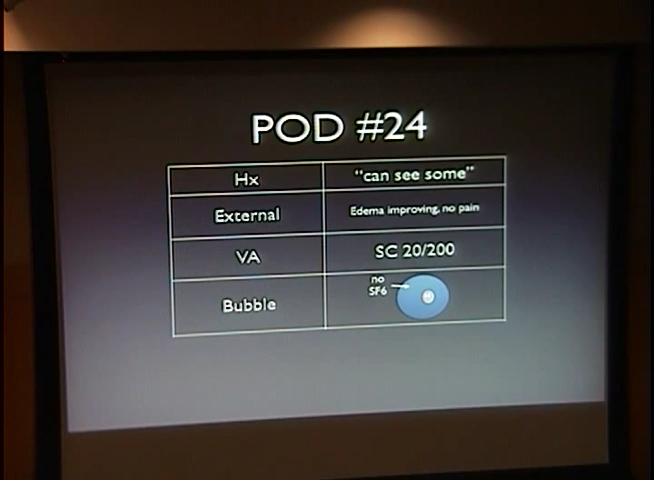 POD #24
Hx "can see some"
External Edema improving, no pain
VA SC 20/200
Bubble no
SF6